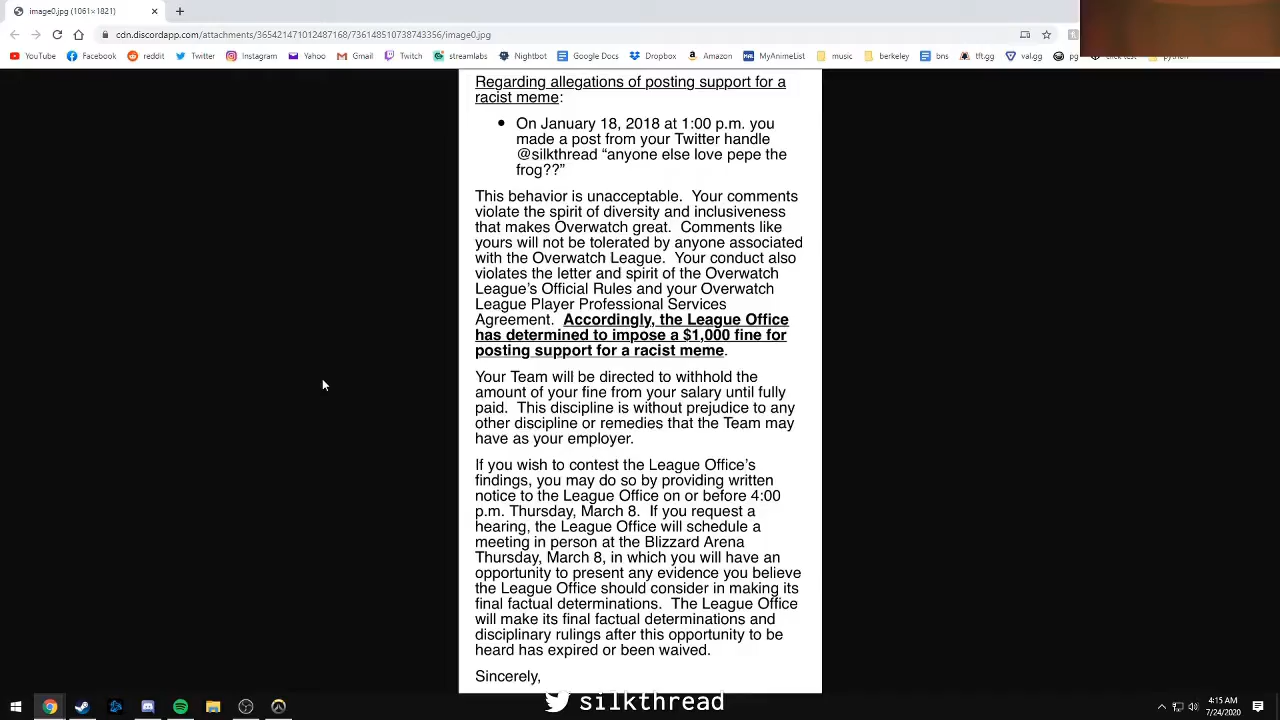 image0.jpg (1061×1821)
cdn.discordapp.com/attachments/365421471012487168/736138510738743356/image0.jpg
YouTube Facebook reddit Twitter Instagram Yahoo Gmail Twitch streamlabs Nightbot Google Docs Dropbox Amazon MyAnimeList music berkeley bns tft.gg val.gg
Regarding allegations of posting support for a
racist meme:
• On January 18, 2018 at 1:00 p.m. you
made a post from your Twitter handle
@silkthread “anyone else love pepe the
frog??”
This behavior is unacceptable. Your comments
violate the spirit of diversity and inclusiveness
that makes Overwatch great. Comments like
yours will not be tolerated by anyone associated
with the Overwatch League. Your conduct also
violates the letter and spirit of the Overwatch
League’s Official Rules and your Overwatch
League Player Professional Services
Agreement. Accordingly, the League Office
has determined to impose a $1,000 fine for
posting support for a racist meme.
Your Team will be directed to withhold the
amount of your fine from your salary until fully
paid. This discipline is without prejudice to any
other discipline or remedies that the Team may
have as your employer.
If you wish to contest the League Office’s
findings, you may do so by providing written
notice to the League Office on or before 4:00
p.m. Thursday, March 8. If you request a
hearing, the League Office will schedule a
meeting in person at the Blizzard Arena
Thursday, March 8, in which you will have an
opportunity to present any evidence you believe
the League Office should consider in making its
final factual determinations. The League Office
will make its final factual determinations and
disciplinary rulings after this opportunity to be
heard has expired or been waived.
Sincerely,
silkthread
4:15 AM
7/24/2020